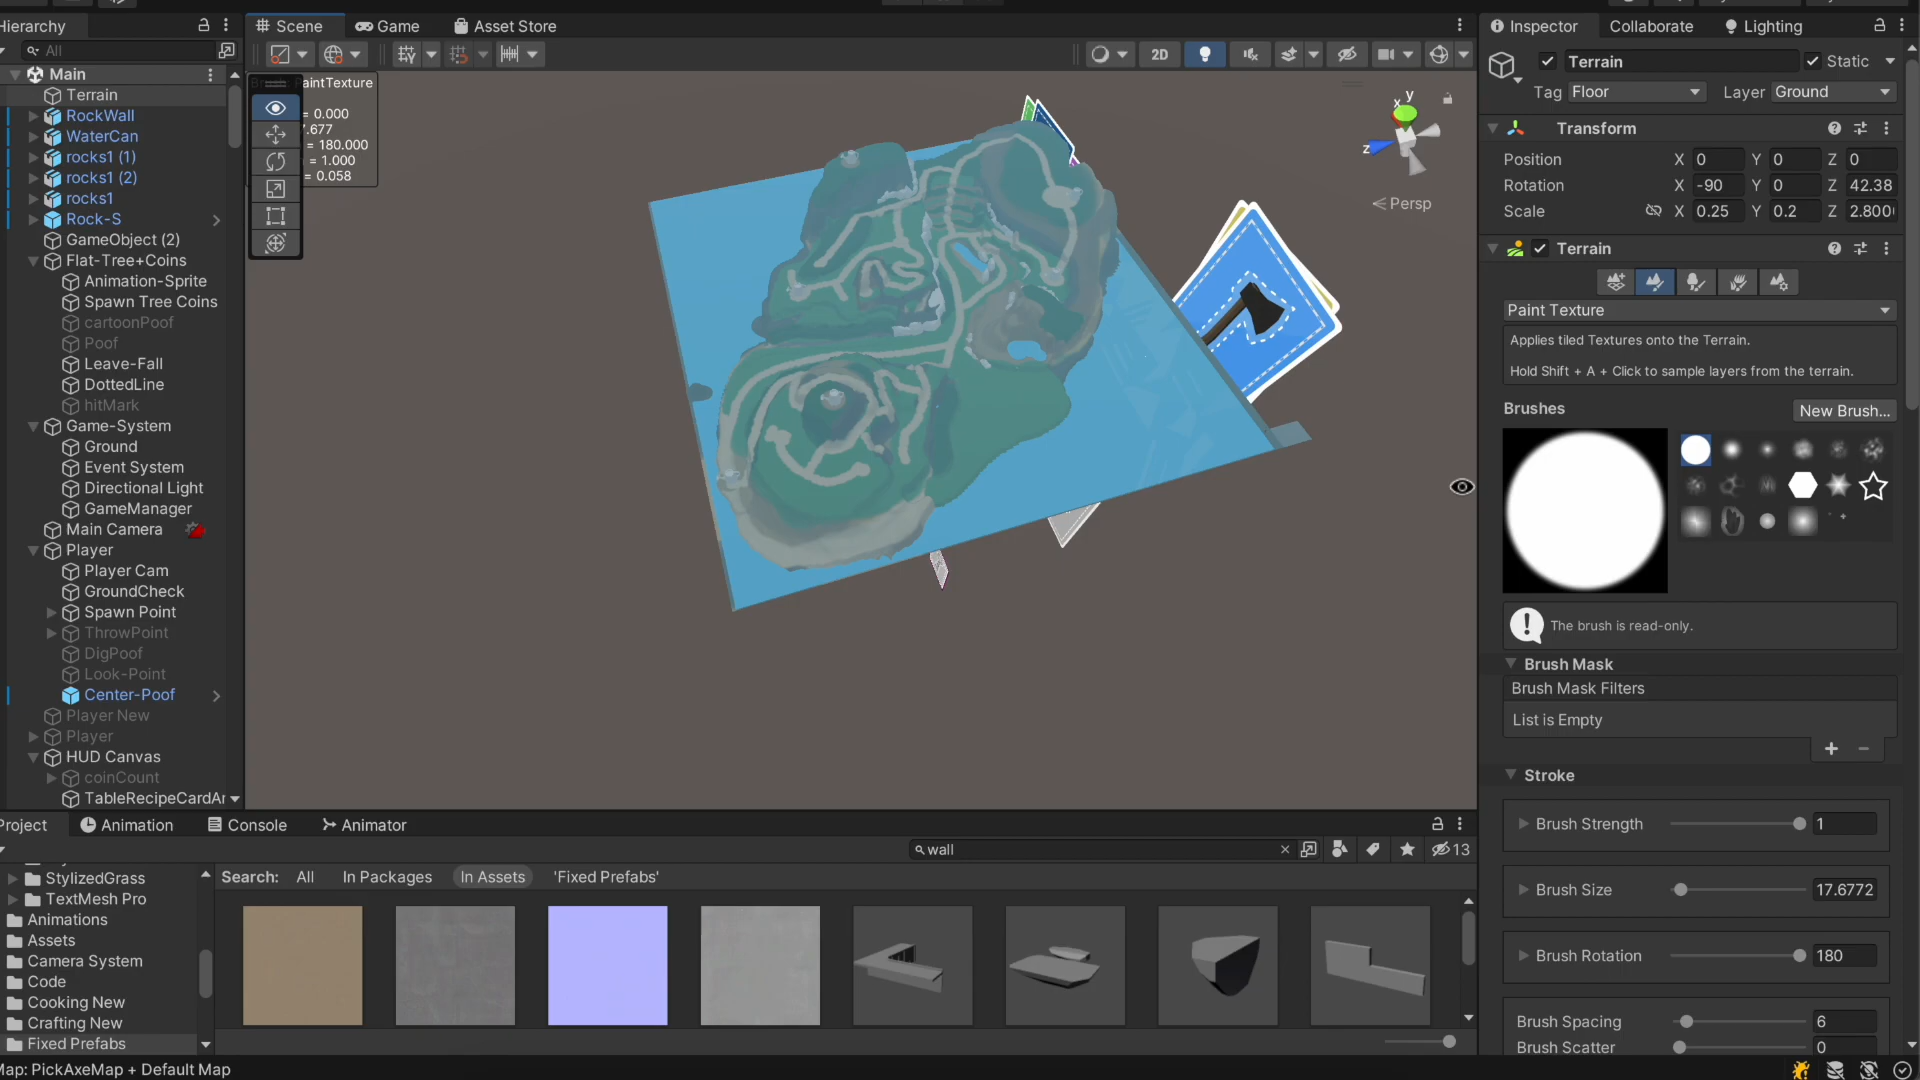 Hierarchy
All
Main
Terrain
RockWall
WaterCan
rocks1 (1)
rocks1 (2)
rocks1
Rock-S
GameObject (2)
Flat-Tree+Coins
Animation-Sprite
Spawn Tree Coins
cartoonPoof
Poof
Leave-Fall
DottedLine
hitMark
Game-System
Ground
Event System
Directional Light
GameManager
Main Camera
Player
Player Cam
GroundCheck
Spawn Point
ThrowPoint
DigPoof
Look-Point
Center-Poof
Player New
Player
HUD Canvas
coinCount
TableRecipeCardAr
Scene
Game
Asset Store
2D
PaintTexture
= 0.000
.677
= 180.000
= 1.000
= 0.058
y
x
z
Persp
Inspector
Collaborate
Lighting
Terrain
Static
Tag Floor
Layer Ground
Transform
Position X 0 Y 0 Z 0
Rotation X -90 Y 0 Z 42.38
Scale X 0.25 Y 0.2 Z 2.800
Terrain
Paint Texture
Applies tiled Textures onto the Terrain.
Hold Shift + A + Click to sample layers from the terrain.
Brushes
New Brush...
The brush is read-only.
Brush Mask
Brush Mask Filters
List is Empty
Stroke
Brush Strength 1
Brush Size 17.6772
Brush Rotation 180
Brush Spacing 6
Brush Scatter 0
Project
Animation
Console
Animator
wall
13
StylizedGrass
TextMesh Pro
Animations
Assets
Camera System
Code
Cooking New
Crafting New
Fixed Prefabs
Search: All In Packages In Assets 'Fixed Prefabs'
Map: PickAxeMap + Default Map